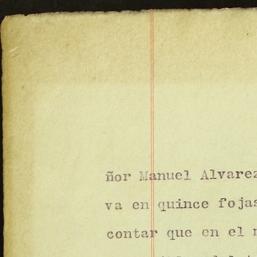 ñor Manuel Alvarez
va en quince fojas
contar que en el